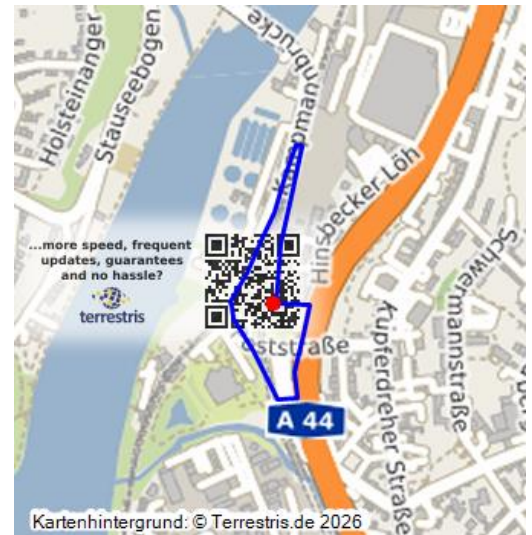 Holsteinanger
Stauseebogen
Kampmannbrücke
Hinsbecker Löh
Schwermannstraße
...more speed, frequent
updates, guarantees
and no hassle?
terrestris
Kupferdreher Straße
A 44
Kartenhintergrund: © Terrestris.de 2026